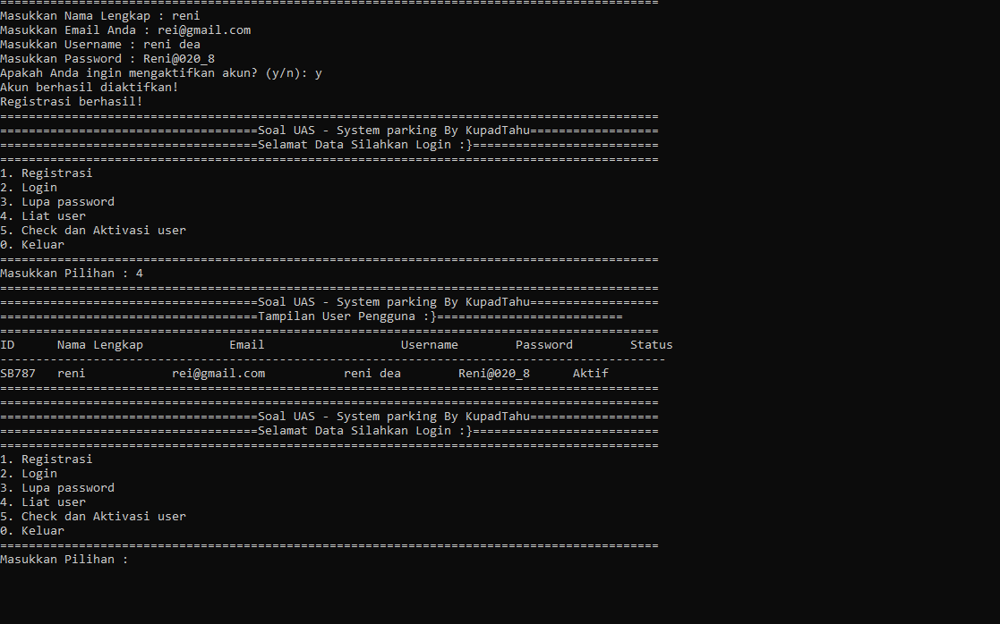 ============================================================================================
Masukkan Nama Lengkap : reni
Masukkan Email Anda : rei@gmail.com
Masukkan Username : reni dea
Masukkan Password : Reni@020_8
Apakah Anda ingin mengaktifkan akun? (y/n): y
Akun berhasil diaktifkan!
Registrasi berhasil!
============================================================================================
====================================Soal UAS - System parking By KupadTahu==================
====================================Selamat Data Silahkan Login :}==========================
============================================================================================
1. Registrasi
2. Login
3. Lupa password
4. Liat user
5. Check dan Aktivasi user
0. Keluar
============================================================================================
Masukkan Pilihan : 4
============================================================================================
====================================Soal UAS - System parking By KupadTahu==================
====================================Tampilan User Pengguna :}==========================
============================================================================================
ID      Nama Lengkap            Email                   Username        Password        Status
---------------------------------------------------------------------------------------------
SB787   reni            rei@gmail.com           reni dea        Reni@020_8      Aktif
============================================================================================
============================================================================================
====================================Soal UAS - System parking By KupadTahu==================
====================================Selamat Data Silahkan Login :}==========================
============================================================================================
1. Registrasi
2. Login
3. Lupa password
4. Liat user
5. Check dan Aktivasi user
0. Keluar
============================================================================================
Masukkan Pilihan :